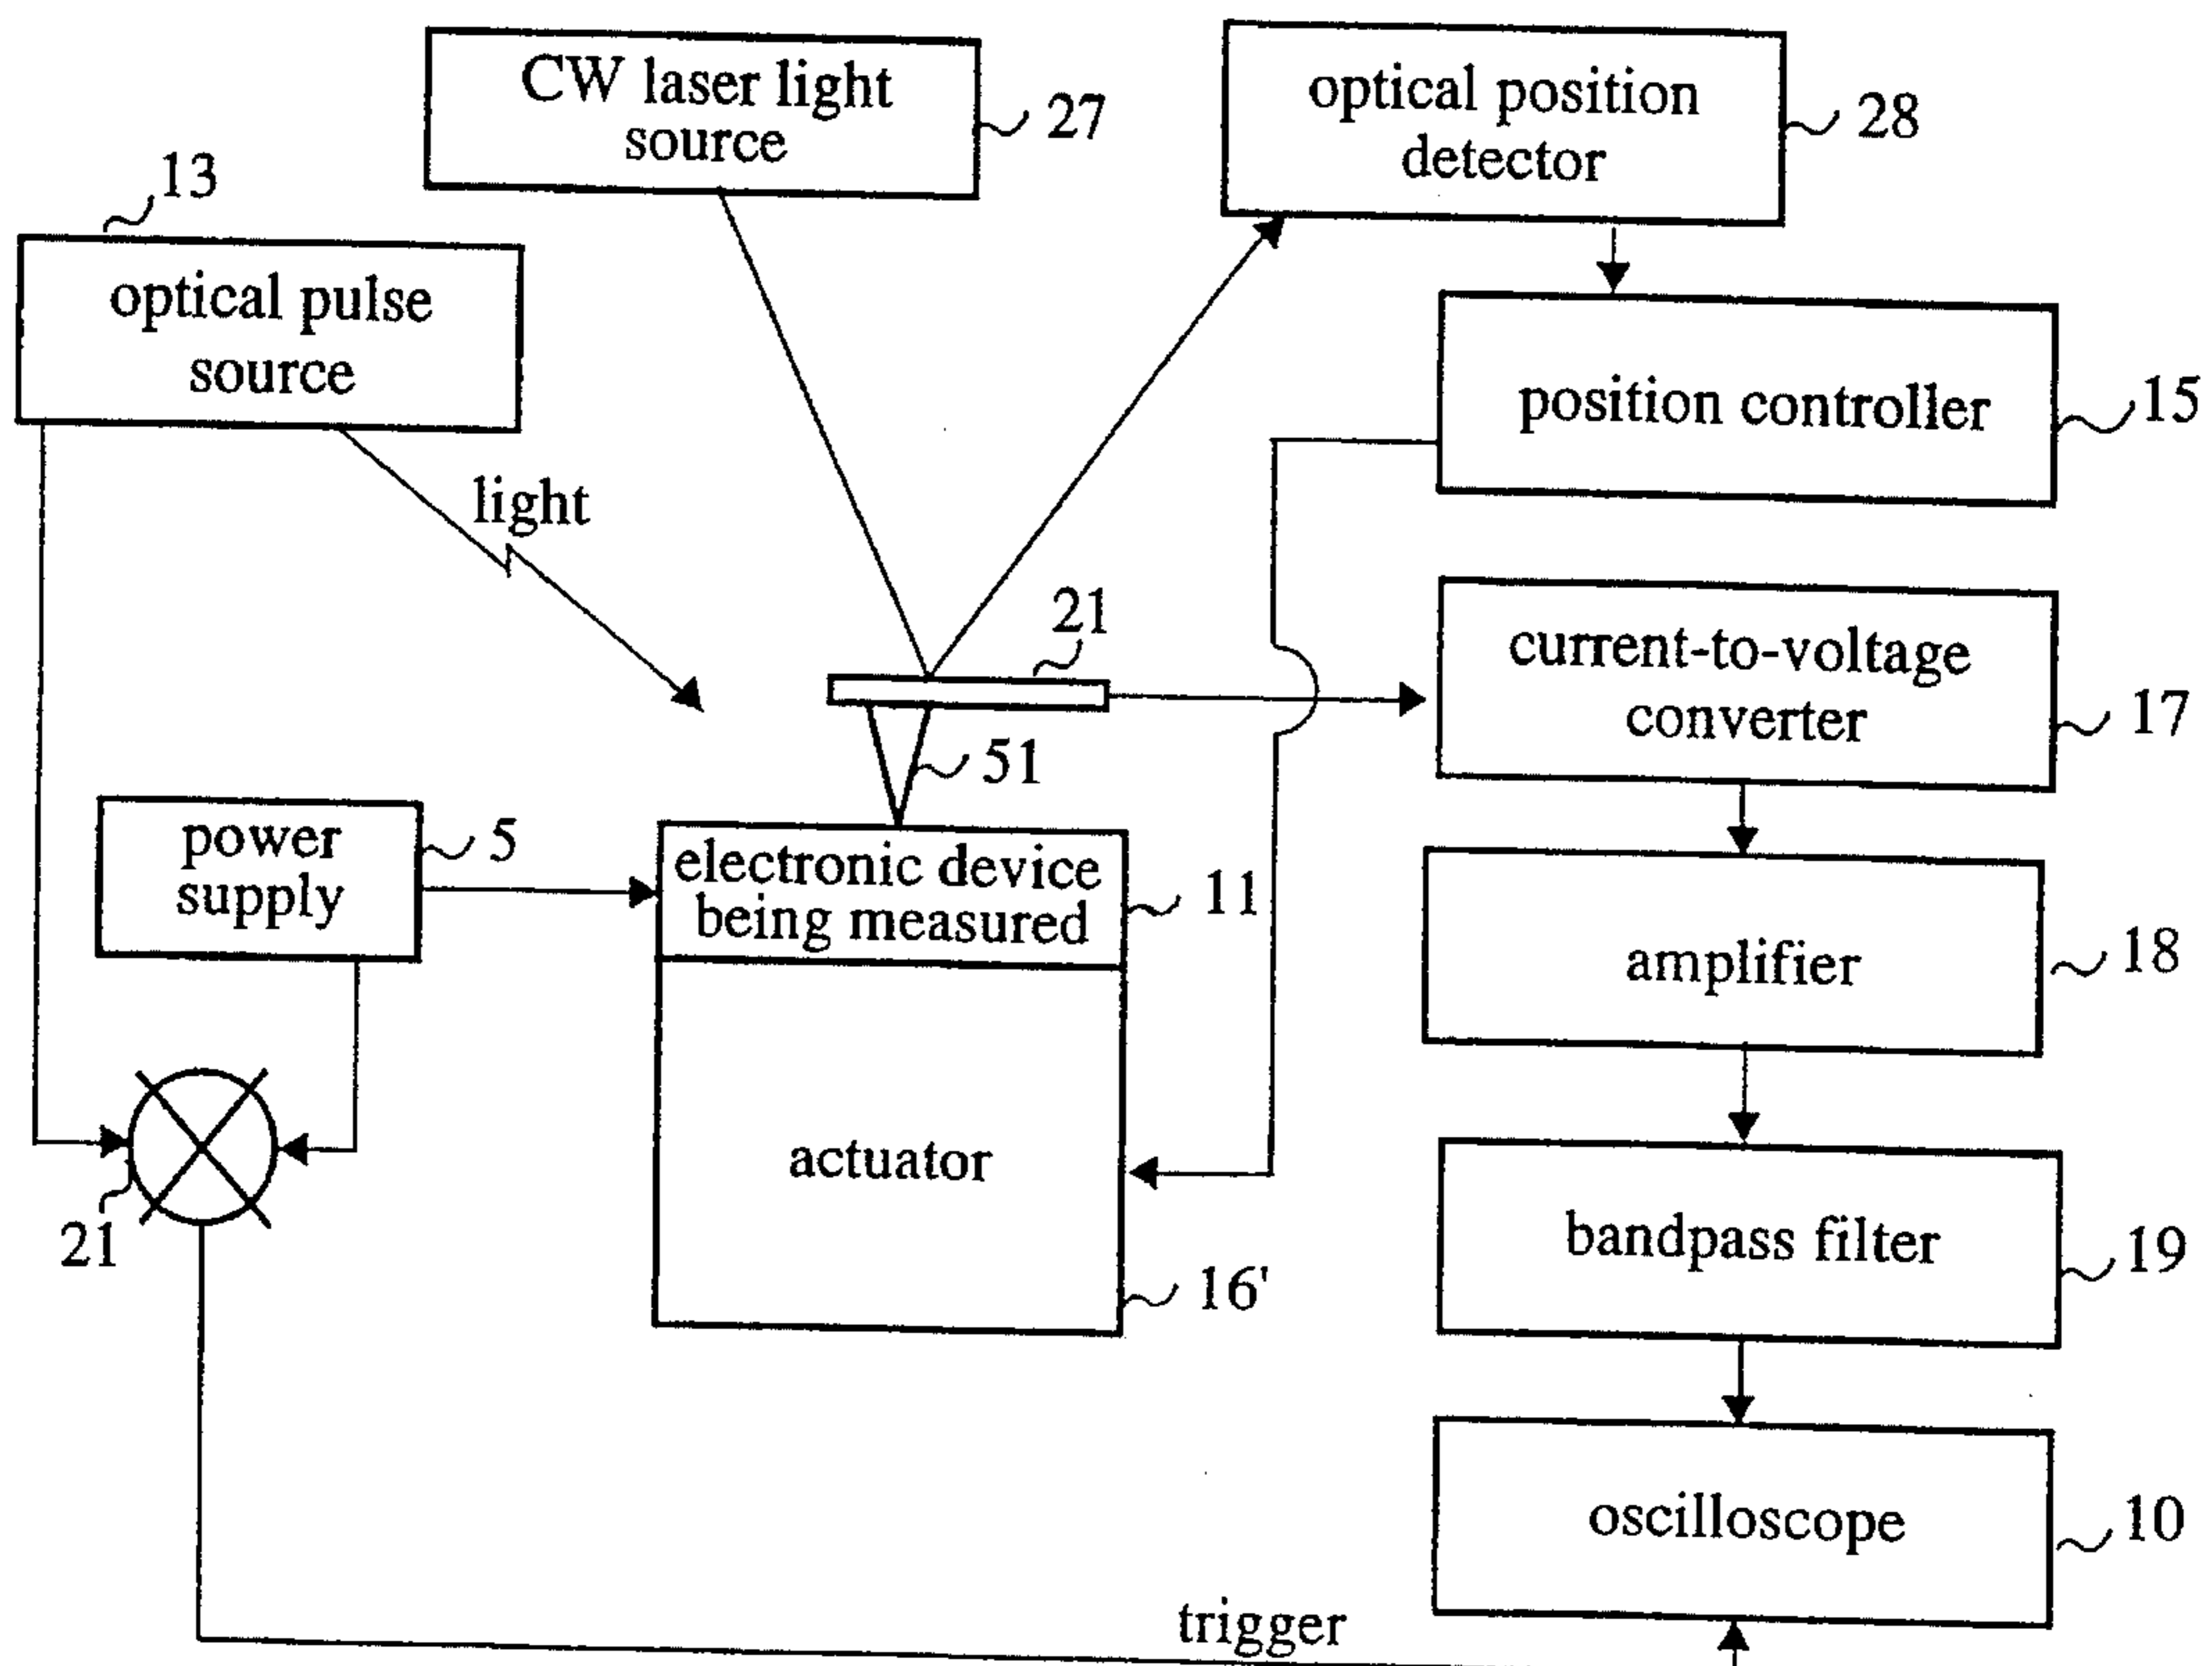 CW laser light
source
27
optical position
detector
28
13
optical pulse
source
light
position controller
15
21
current-to-voltage
converter
17
51
power
supply
5
electronic device
being measured
11
amplifier
18
actuator
16'
21
bandpass filter
19
oscilloscope
10
trigger